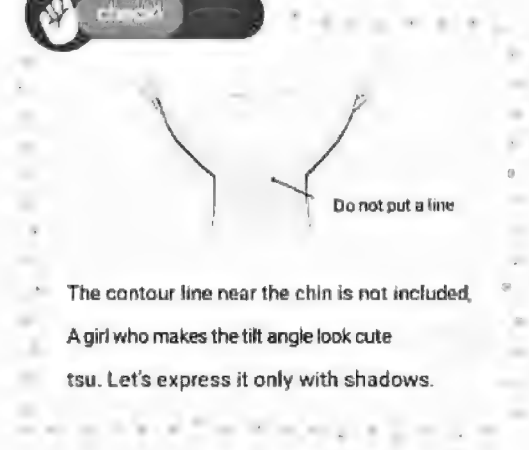 Do not put a line
The contour line near the chin is not included,
A girl who makes the tilt angle look cute
tsu. Let's express it only with shadows.